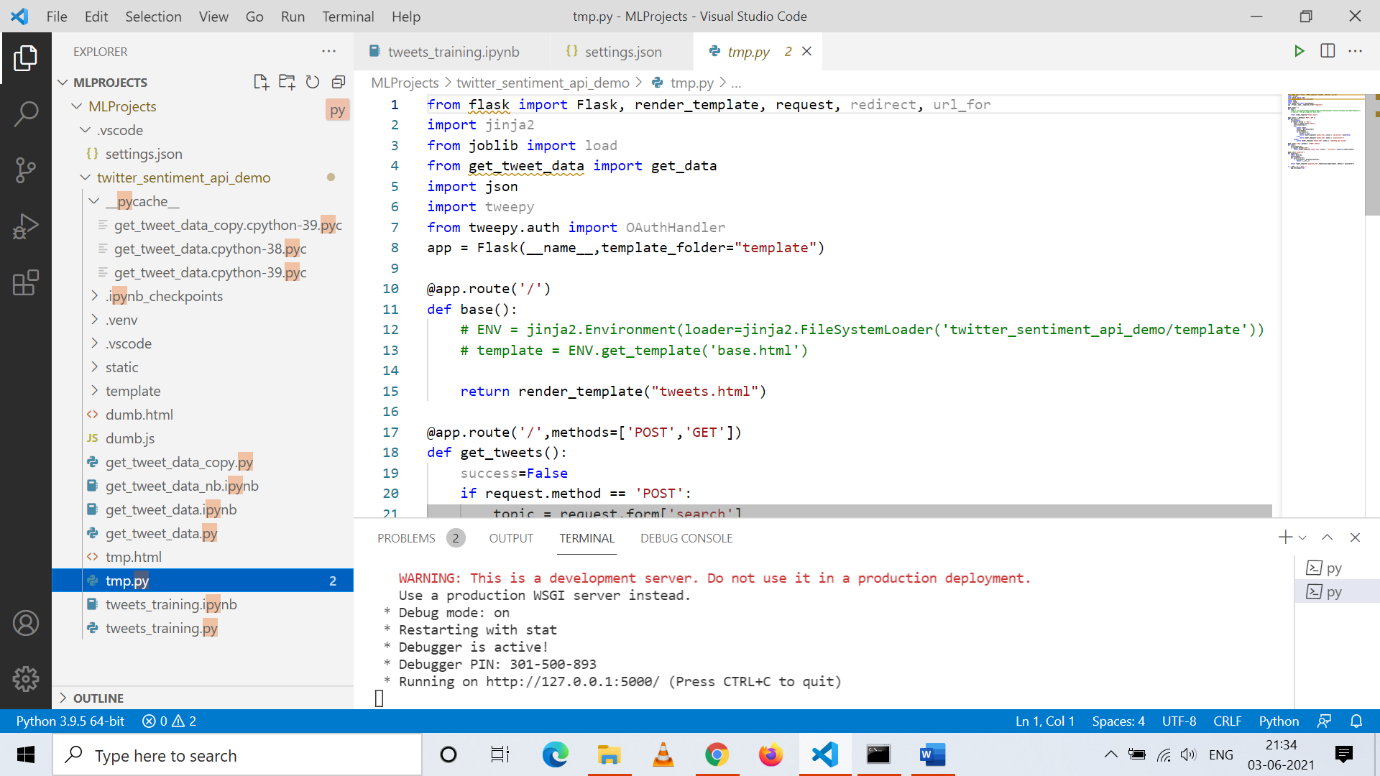 File Edit Selection View Go Run Terminal Help
tmp.py - MLProjects - Visual Studio Code
EXPLORER
MLPROJECTS
MLProjects
py
.vscode
{} settings.json
twitter_sentiment_api_demo
__pycache__
get_tweet_data_copy.cpython-39.pyc
get_tweet_data.cpython-38.pyc
get_tweet_data.cpython-39.pyc
.ipynb_checkpoints
.venv
.vscode
static
template
<> dumb.html
JS dumb.js
get_tweet_data_copy.py
get_tweet_data_nb.ipynb
get_tweet_data.ipynb
get_tweet_data.py
<> tmp.html
tmp.py 2
tweets_training.ipynb
tweets_training.py
OUTLINE
tweets_training.ipynb {} settings.json tmp.py 2
MLProjects > twitter_sentiment_api_demo > tmp.py > ...
1 from flask import Flask, render_template, request, redirect, url_for
2 import jinja2
3 from joblib import load
4 from get_tweet_data import get_data
5 import json
6 import tweepy
7 from tweepy.auth import OAuthHandler
8 app = Flask(__name__,template_folder="template")
9
10 @app.route('/')
11 def base():
12 # ENV = jinja2.Environment(loader=jinja2.FileSystemLoader('twitter_sentiment_api_demo/template'))
13 # template = ENV.get_template('base.html')
14
15 return render_template("tweets.html")
16
17 @app.route('/',methods=['POST','GET'])
18 def get_tweets():
19 success=False
20 if request.method == 'POST':
21 topic = request.form['search']
PROBLEMS 2 OUTPUT TERMINAL DEBUG CONSOLE
WARNING: This is a development server. Do not use it in a production deployment.
Use a production WSGI server instead.
* Debug mode: on
* Restarting with stat
* Debugger is active!
* Debugger PIN: 301-500-893
* Running on http://127.0.0.1:5000/ (Press CTRL+C to quit)
py
py
Python 3.9.5 64-bit 0 2 Ln 1, Col 1 Spaces: 4 UTF-8 CRLF Python
Type here to search
ENG
21:34
03-06-2021